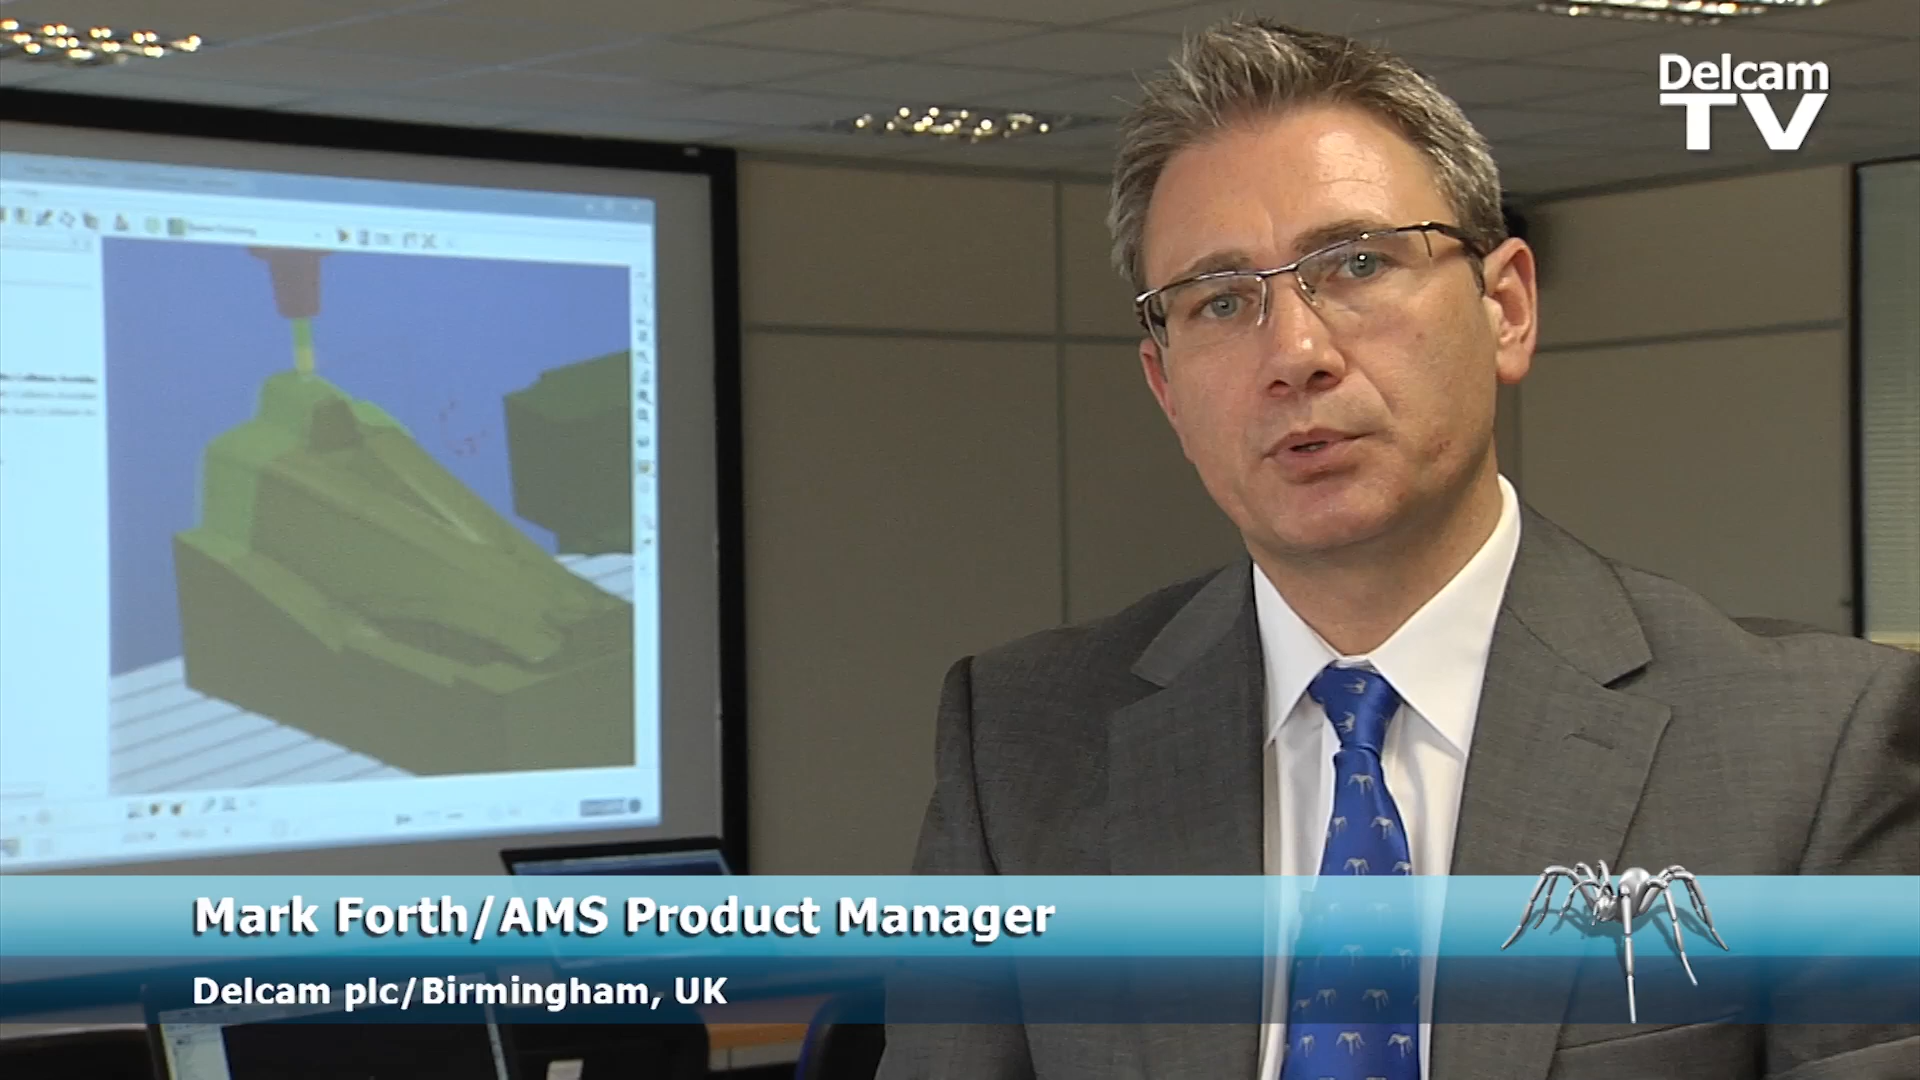 Delcam
TV
Mark Forth/AMS Product Manager
Delcam plc/Birmingham, UK